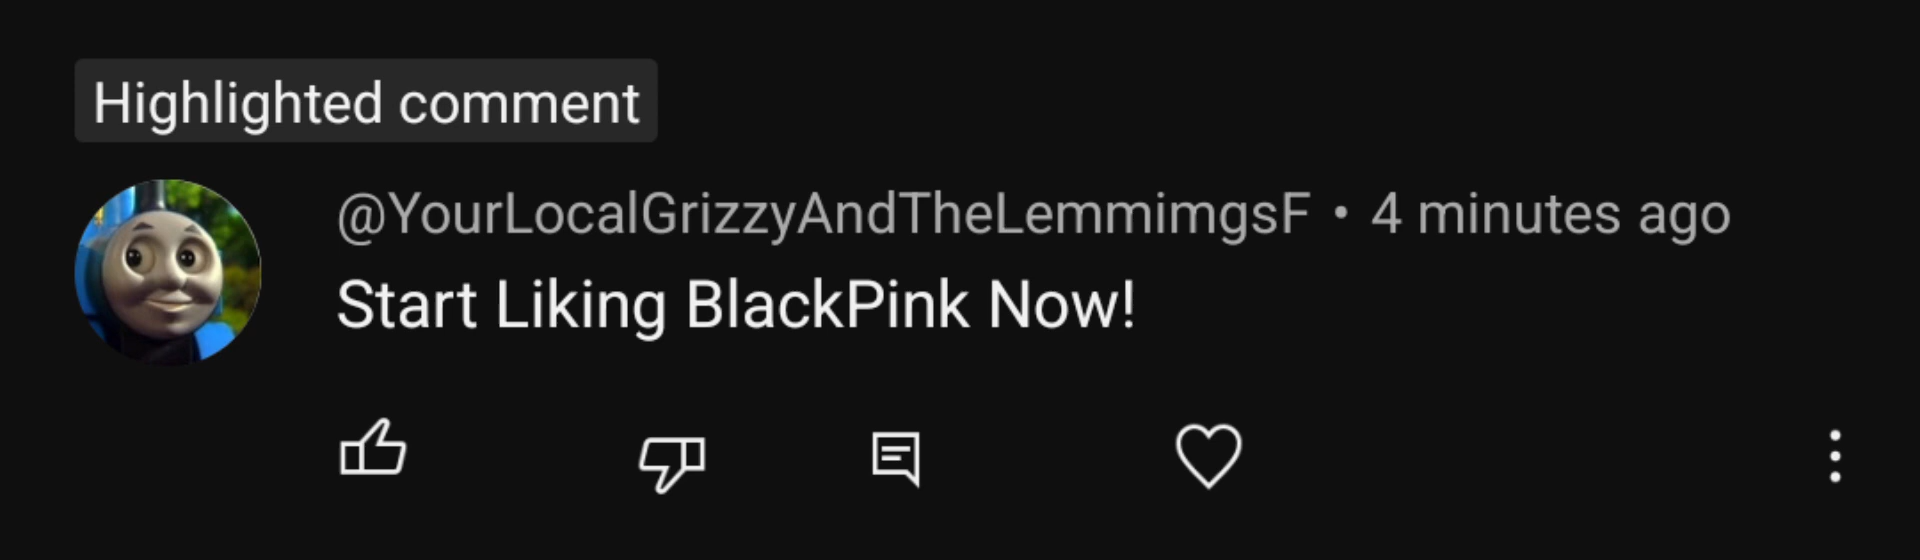 Highlighted comment
@YourLocalGrizzyAndTheLemmimgsF • 4 minutes ago
Start Liking BlackPink Now!